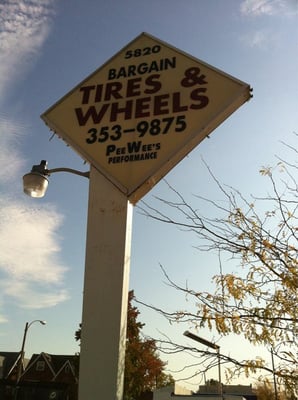 5820
BARGAIN
TIRES &
WHEELS
353-9875
PEEWEE'S
PERFORMANCE